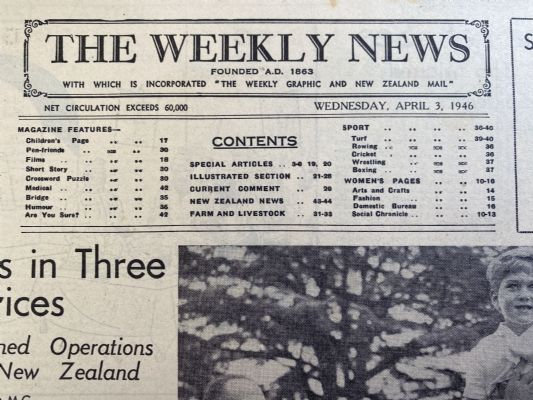 THE WEEKLY NEWS
FOUNDED A.D. 1863
WITH WHICH IS INCORPORATED "THE WEEKLY GRAPHIC AND NEW ZEALAND MAIL"
NET CIRCULATION EXCEEDS 60,000
WEDNESDAY, APRIL 3, 1946
MAGAZINE FEATURES—
Children's Page .. 17
Pen-friends .. 30
Films .. 18
Short Story .. 30
Crossword Puzzle .. 30
Medical .. 42
Bridge .. 35
Humour .. 35
Are You Sure? .. 42
CONTENTS
SPECIAL ARTICLES .. 5-8 19, 20
ILLUSTRATED SECTION .. 21-28
CURRENT COMMENT .. 29
NEW ZEALAND NEWS .. 43-44
FARM AND LIVESTOCK .. 31-33
SPORT .. .. .. .. 36-40
Turf .. .. .. 39-40
Rowing .. .. .. 36
Cricket .. .. .. 36
Wrestling .. .. .. 37
Boxing .. .. .. 37
WOMEN'S PAGES .. .. 10-16
Arts and Crafts .. .. 14
Fashion .. .. .. 15
Domestic Bureau .. .. 16
Social Chronicle .. .. 10-13
S
s in Three
vices
ned Operations
New Zealand